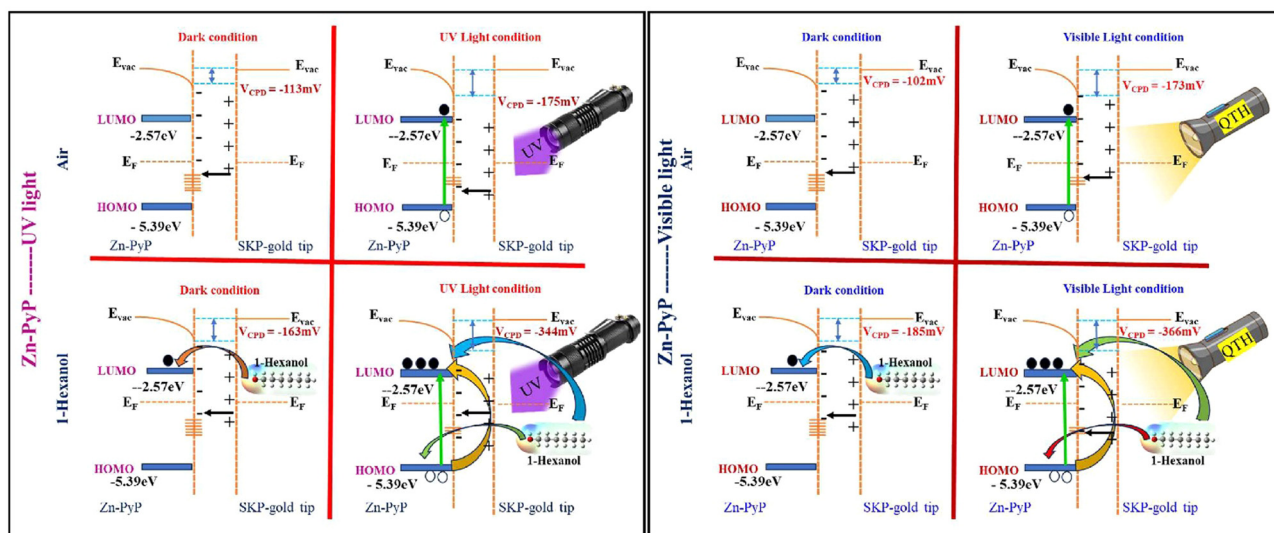 Zn-PyP ------UV light
Air
1-Hexanol
Dark condition
E_vac
E_vac
V_CPD = -113mV
LUMO
-2.57eV
E_F
E_F
HOMO
- 5.39eV
Zn-PyP
SKP-gold tip
UV Light condition
E_vac
E_vac
V_CPD = -175mV
LUMO
--2.57eV
UV
E_F
E_F
HOMO
- 5.39eV
Zn-PyP
SKP-gold tip
Dark condition
E_vac
E_vac
V_CPD = -163mV
1-Hexanol
LUMO
--2.57eV
E_F
E_F
HOMO
-5.39eV
Zn-PyP
SKP-gold tip
UV Light condition
E_vac
E_vac
V_CPD = -344mV
LUMO
--2.57eV
UV
E_F
E_F
1-Hexanol
HOMO
- 5.39eV
Zn-PyP
SKP-gold tip
Zn-PyP -------Visible light
Air
1-Hexanol
Dark condition
E_vac
E_vac
V_CPD = -102mV
LUMO
-2.57eV
E_F
E_F
HOMO
- 5.39eV
Zn-PyP
SKP-gold tip
Visible Light condition
E_vac
E_vac
V_CPD = -173mV
QTH
LUMO
--2.57eV
E_F
E_F
HOMO
- 5.39eV
Zn-PyP
SKP-gold tip
Dark condition
E_vac
E_vac
V_CPD = -185mV
1-Hexanol
LUMO
--2.57eV
E_F
E_F
HOMO
-5.39eV
Zn-PyP
SKP-gold tip
Visible Light condition
E_vac
E_vac
V_CPD = -366mV
QTH
LUMO
--2.57eV
E_F
E_F
1-Hexanol
HOMO
- 5.39eV
Zn-PyP
SKP-gold tip